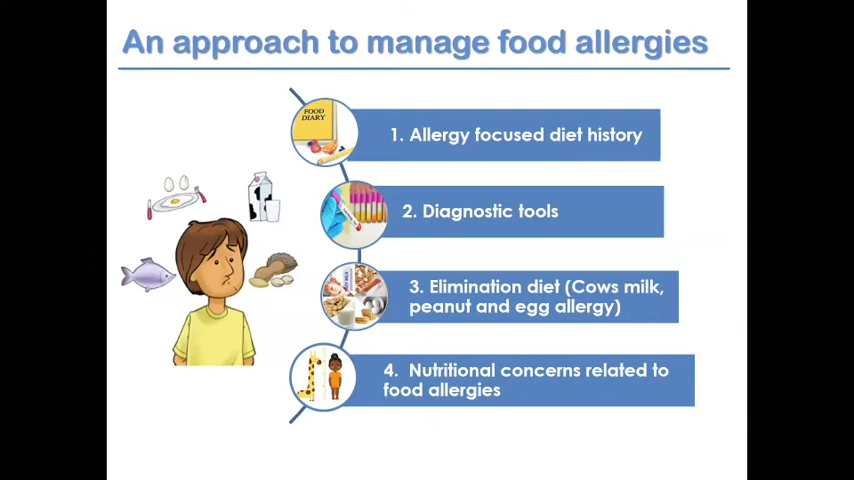 An approach to manage food allergies
FOOD
DIARY
1. Allergy focused diet history
2. Diagnostic tools
3. Elimination diet (Cows milk,
peanut and egg allergy)
4. Nutritional concerns related to
food allergies